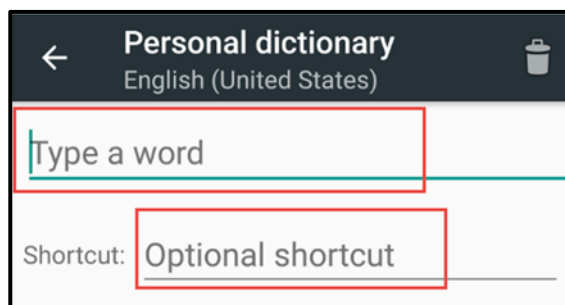 Personal dictionary
English (United States)
Type a word
Shortcut: Optional shortcut